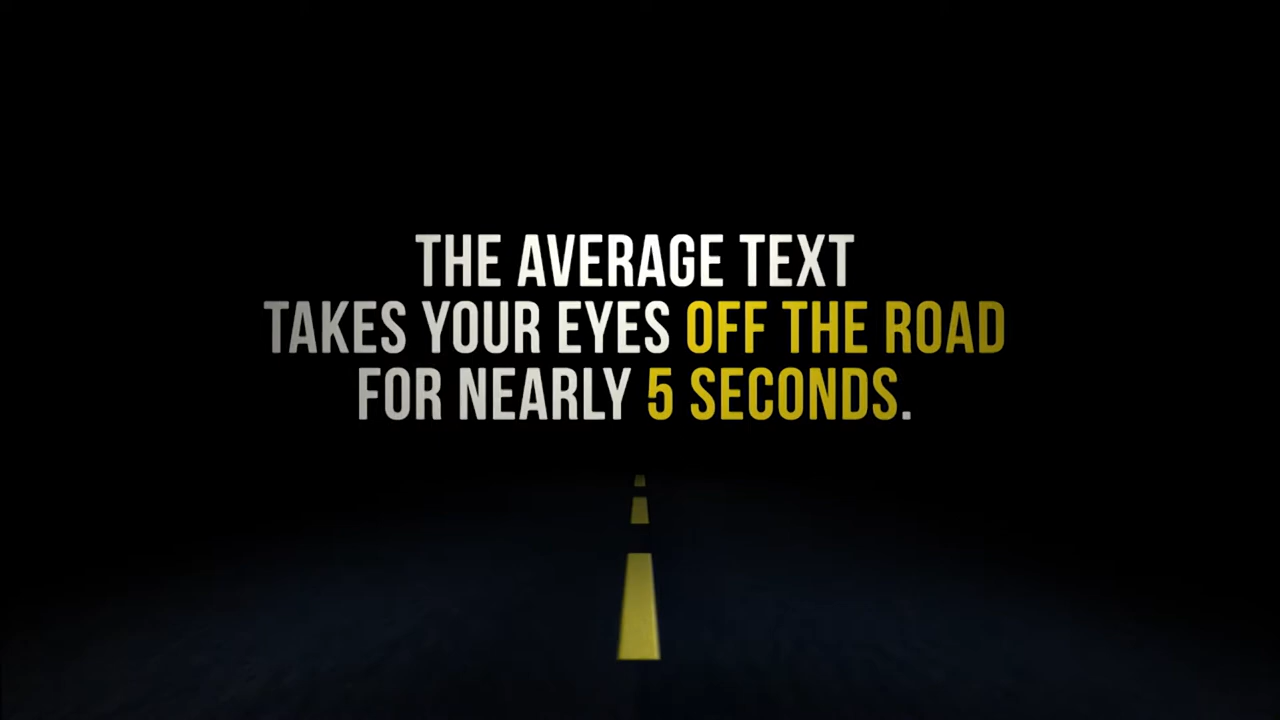 THE AVERAGE TEXT
TAKES YOUR EYES OFF THE ROAD
FOR NEARLY 5 SECONDS.